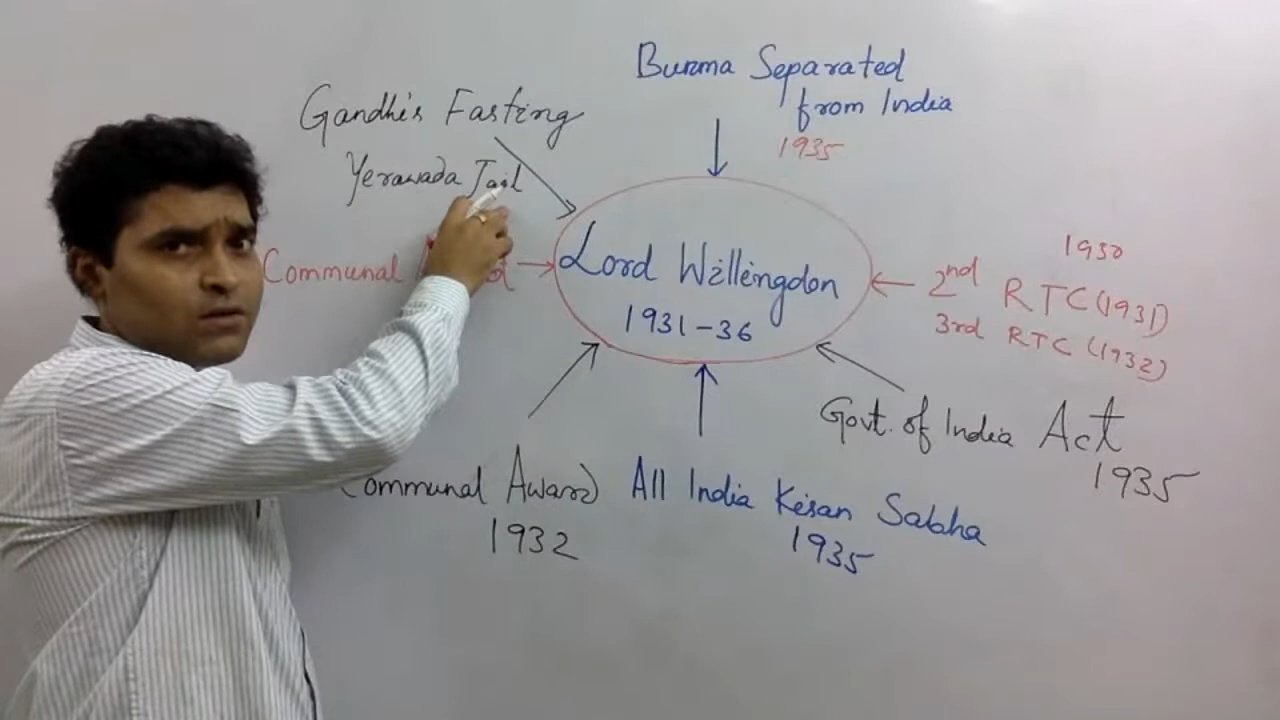 Burma Separated
from India
1935
Gandhi's Fasting
Yerawada Jail
Communal
Lord Willingdon
1931-36
1930
2nd RTC (1931)
3rd RTC (1932)
Govt. of India Act
1935
Communal Award
1932
All India Kisan Sabha
1935